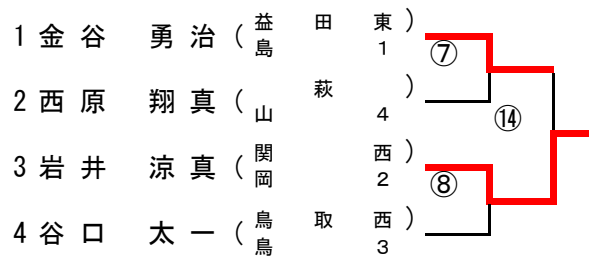 1 金谷 勇治 (益田東 島1)
⑦
2 西原 翔真 (萩 山4)
⑭
3 岩井 涼真 (関西 岡2)
⑧
4 谷口 太一 (鳥取西 鳥3)